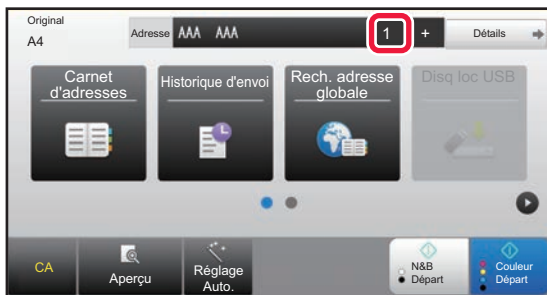 Original
A4
Adresse AAA AAA 1 + Détails
Carnet
d'adresses
Historique d'envoi
Rech. adresse
globale
Disq loc USB
CA
Aperçu
Réglage
Auto.
N&B
Départ
Couleur
Départ